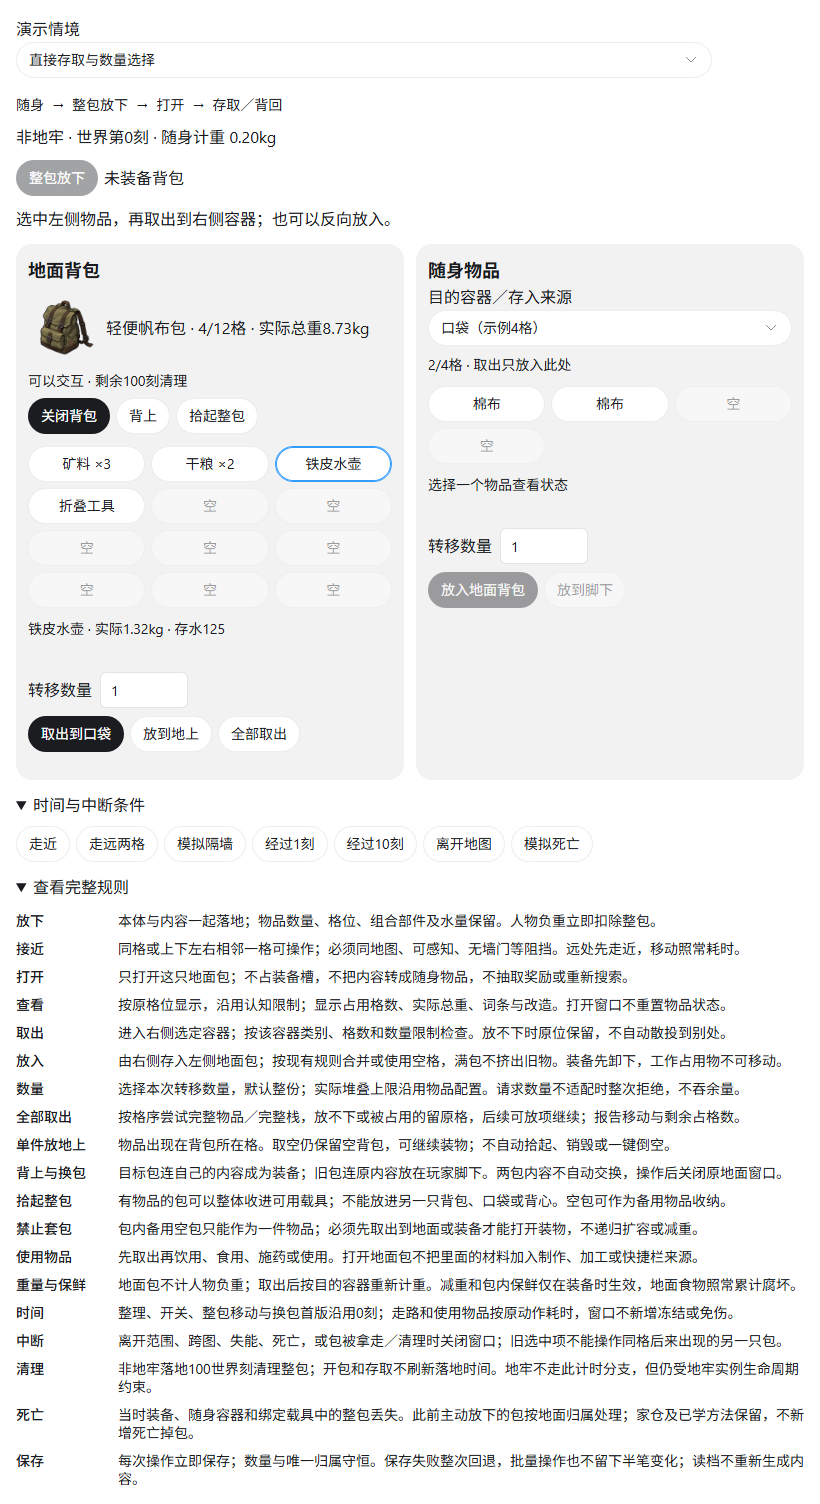 演示情境
直接存取与数量选择
随身 → 整包放下 → 打开 → 存取／背回
非地牢 · 世界第0刻 · 随身计重 0.20kg
整包放下 未装备背包
选中左侧物品，再取出到右侧容器；也可以反向放入。
地面背包
轻便帆布包 · 4/12格 · 实际总重8.73kg
可以交互 · 剩余100刻清理
关闭背包 背上 拾起整包
矿料 ×3 干粮 ×2 铁皮水壶
折叠工具 空 空
空 空 空
空 空 空
铁皮水壶 · 实际1.32kg · 存水125
转移数量 1
取出到口袋 放到地上 全部取出
随身物品
目的容器／存入来源
口袋（示例4格）
2/4格 · 取出只放入此处
棉布 棉布 空
空
选择一个物品查看状态
转移数量 1
放入地面背包 放到脚下
▼ 时间与中断条件
走近 走远两格 模拟隔墙 经过1刻 经过10刻 离开地图 模拟死亡
▼ 查看完整规则
放下 本体与内容一起落地；物品数量、格位、组合部件及水量保留。人物负重立即扣除整包。
接近 同格或上下左右相邻一格可操作；必须同地图、可感知、无墙门等阻挡。远处先走近，移动照常耗时。
打开 只打开这只地面包；不占装备槽，不把内容转成随身物品，不抽取奖励或重新搜索。
查看 按原格位显示，沿用认知限制；显示占用格数、实际总重、词条与改造。打开窗口不重置物品状态。
取出 进入右侧选定容器；按该容器类别、格数和数量限制检查。放不下时原位保留，不自动散投到别处。
放入 由右侧存入左侧地面包；按现有规则合并或使用空格，满包不挤出旧物。装备先卸下，工作占用物不可移动。
数量 选择本次转移数量，默认整份；实际堆叠上限沿用物品配置。请求数量不适配时整次拒绝，不吞余量。
全部取出 按格序尝试完整物品／完整栈，放不下或被占用的留原格，后续可放项继续；报告移动与剩余占格数。
单件放地上 物品出现在背包所在格。取空仍保留空背包，可继续装物；不自动拾起、销毁或一键倒空。
背上与换包 目标包连自己的内容成为装备；旧包连原内容放在玩家脚下。两包内容不自动交换，操作后关闭原地面窗口。
拾起整包 有物品的包可以整体收进可用载具；不能放进另一只背包、口袋或背心。空包可作为备用物品收纳。
禁止套包 包内备用空包只能作为一件物品；必须先取出到地面或装备才能打开装物，不递归扩容或减重。
使用物品 先取出再饮用、食用、施药或使用。打开地面包不把里面的材料加入制作、加工或快捷栏来源。
重量与保鲜 地面包不计人物负重；取出后按目的容器重新计重。减重和包内保鲜仅在装备时生效，地面食物照常累计腐坏。
时间 整理、开关、整包移动与换包首版沿用0刻；走路和使用物品按原动作耗时，窗口不新增冻结或免伤。
中断 离开范围、跨图、失能、死亡，或包被拿走／清理时关闭窗口；旧选中项不能操作同格后来出现的另一只包。
清理 非地牢落地100世界刻清理整包；开包和存取不刷新落地时间。地牢不走此计时分支，但仍受地牢实例生命周期
约束。
死亡 当时装备、随身容器和绑定载具中的整包丢失。此前主动放下的包按地面归属处理；家仓及已学方法保留，不新
增死亡掉包。
保存 每次操作立即保存；数量与唯一归属守恒。保存失败整次回退，批量操作也不留下半笔变化；读档不重新生成内
容。